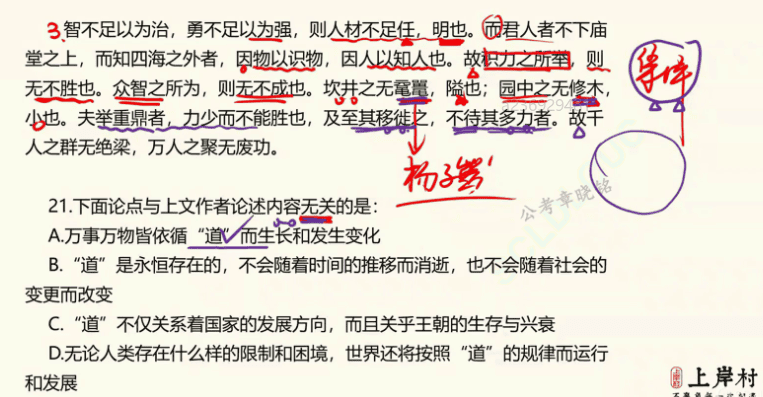 3.智不足以为治，勇不足以为强，则人材不足任，明也。而君人者不下庙
堂之上，而知四海之外者，因物以识物，因人以知人也。故积力之所举，则
无不胜也。众智之所为，则无不成也。坎井之无鼋鼍，隘也；园中之无修木，
小也。夫举重鼎者，力少而不能胜也，及至其移徙之，不待其多力者。故千
人之群无绝梁，万人之聚无废功。
杨子鳄
公考章晓铭
21.下面论点与上文作者论述内容无关的是：
A.万事万物皆依循“道”而生长和发生变化
B.“道”是永恒存在的，不会随着时间的推移而消逝，也不会随着社会的
变更而改变
C.“道”不仅关系着国家的发展方向，而且关乎王朝的生存与兴衰
D.无论人类存在什么样的限制和困境，世界还将按照“道”的规律而运行
和发展
上岸村